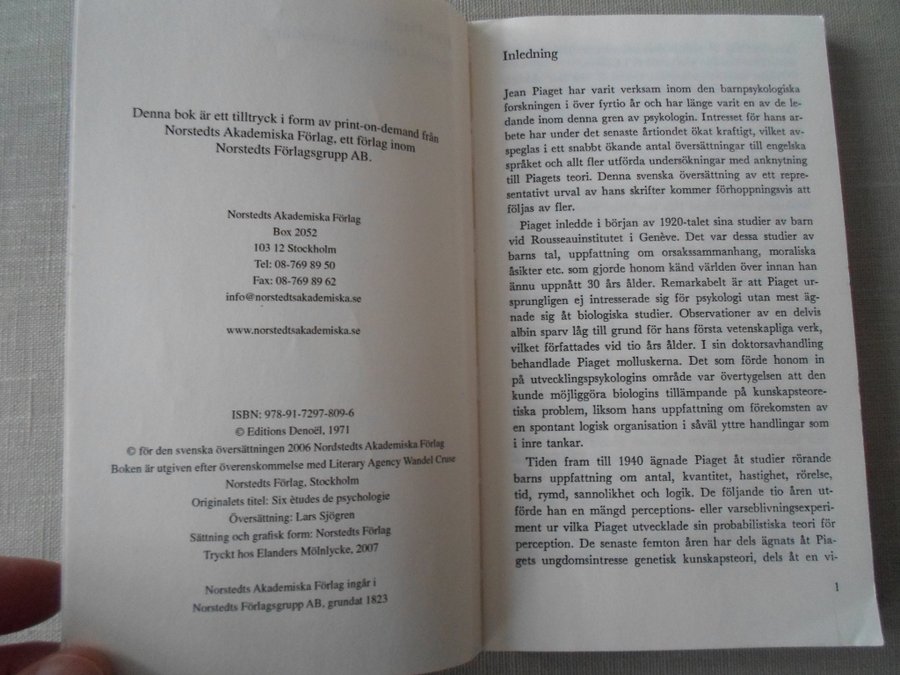 Denna bok är ett tilltryck i form av print-on-demand från
Norstedts Akademiska Förlag, ett förlag inom
Norstedts Förlagsgrupp AB.
Norstedts Akademiska Förlag
Box 2052
103 12 Stockholm
Tel: 08-769 89 50
Fax: 08-769 89 62
info@norstedtsakademiska.se
www.norstedtsakademiska.se
ISBN: 978-91-7297-809-6
© Editions Denoël, 1971
© för den svenska översättningen 2006 Nordstedts Akademiska Förlag
Boken är utgiven efter överenskommelse med Literary Agency Wandel Cruse
Norstedts Förlag, Stockholm
Originalets titel: Six ètudes de psychologie
Översättning: Lars Sjögren
Sättning och grafisk form: Norstedts Förlag
Tryckt hos Elanders Mölnlycke, 2007
Norstedts Akademiska Förlag ingår i
Norstedts Förlagsgrupp AB, grundat 1823
Inledning
Jean Piaget har varit verksam inom den barnpsykologiska
forskningen i över fyrtio år och har länge varit en av de le-
dande inom denna gren av psykologin. Intresset för hans ar-
bete har under det senaste årtiondet ökat kraftigt, vilket av-
speglas i ett snabbt ökande antal översättningar till engelska
språket och allt fler utförda undersökningar med anknytning
till Piagets teori. Denna svenska översättning av ett repre-
sentativt urval av hans skrifter kommer förhoppningsvis att
följas av fler.
Piaget inledde i början av 1920-talet sina studier av barn
vid Rousseauinstitutet i Genève. Det var dessa studier av
barns tal, uppfattning om orsakssammanhang, moraliska
åsikter etc. som gjorde honom känd världen över innan han
ännu uppnått 30 års ålder. Remarkabelt är att Piaget ur-
sprungligen ej intresserade sig för psykologi utan mest äg-
nade sig åt biologiska studier. Observationer av en delvis
albin sparv låg till grund för hans första vetenskapliga verk,
vilket författades vid tio års ålder. I sin doktorsavhandling
behandlade Piaget molluskerna. Det som förde honom in
på utvecklingspsykologins område var övertygelsen att den
kunde möjliggöra biologins tillämpande på kunskapsteore-
tiska problem, liksom hans uppfattning om förekomsten av
en spontant logisk organisation i såväl yttre handlingar som
i inre tankar.
Tiden fram till 1940 ägnade Piaget åt studier rörande
barns uppfattning om antal, kvantitet, hastighet, rörelse,
tid, rymd, sannolikhet och logik. De följande tio åren ut-
förde han en mängd perceptions- eller varseblivningsexperi-
ment ur vilka Piaget utvecklade sin probabilistiska teori för
perception. De senaste femton åren har dels ägnats åt Pia-
gets ungdomsintresse genetisk kunskapsteori, dels åt en vi-
1